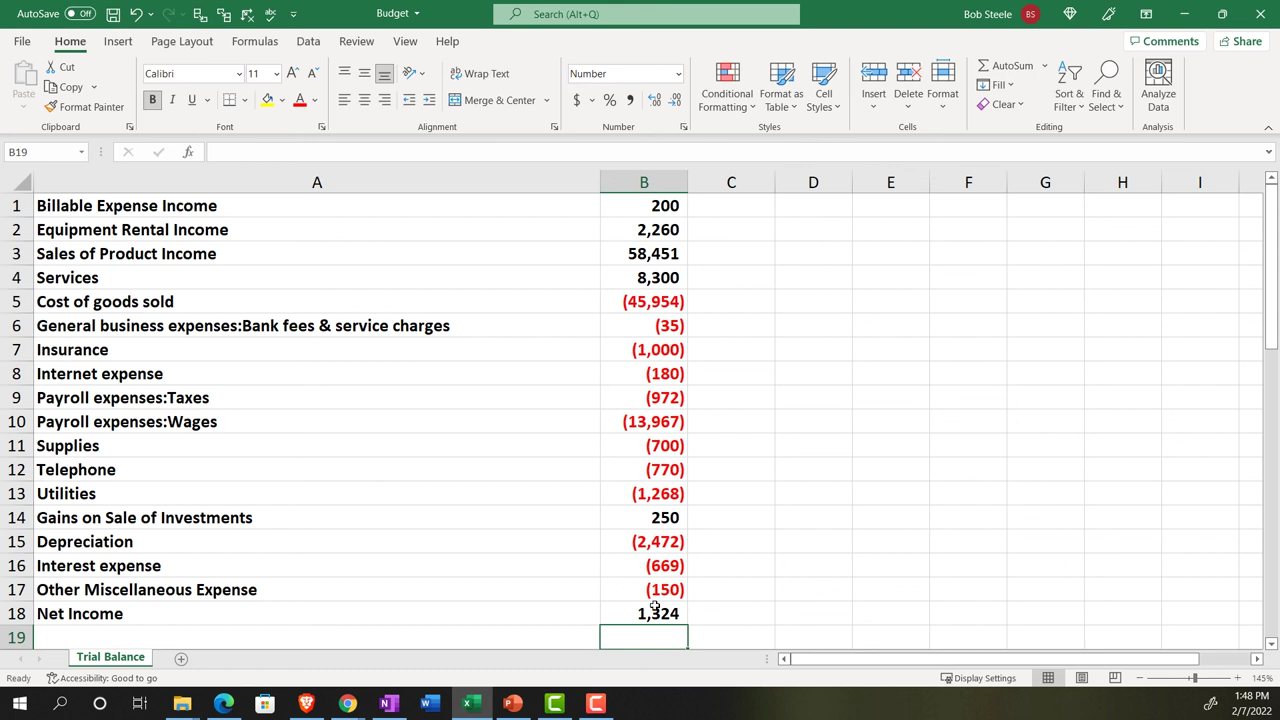 AutoSave Off Budget Search (Alt+Q) Bob Steele BS
File Home Insert Page Layout Formulas Data Review View Help Comments Share
Paste Cut Copy Format Painter
Calibri 11 B I U A
Wrap Text Merge & Center
Number $ % ,
Conditional Formatting Format as Table Cell Styles
Insert Delete Format
AutoSum Fill Clear Sort & Filter Find & Select
Analyze Data
Clipboard Font Alignment Number Styles Cells Editing Analysis
B19 fx
A B C D E F G H I
1 Billable Expense Income 200
2 Equipment Rental Income 2,260
3 Sales of Product Income 58,451
4 Services 8,300
5 Cost of goods sold (45,954)
6 General business expenses:Bank fees & service charges (35)
7 Insurance (1,000)
8 Internet expense (180)
9 Payroll expenses:Taxes (972)
10 Payroll expenses:Wages (13,967)
11 Supplies (700)
12 Telephone (770)
13 Utilities (1,268)
14 Gains on Sale of Investments 250
15 Depreciation (2,472)
16 Interest expense (669)
17 Other Miscellaneous Expense (150)
18 Net Income 1,324
19
Trial Balance
Ready Accessibility: Good to go Display Settings 145%
1:48 PM
2/7/2022